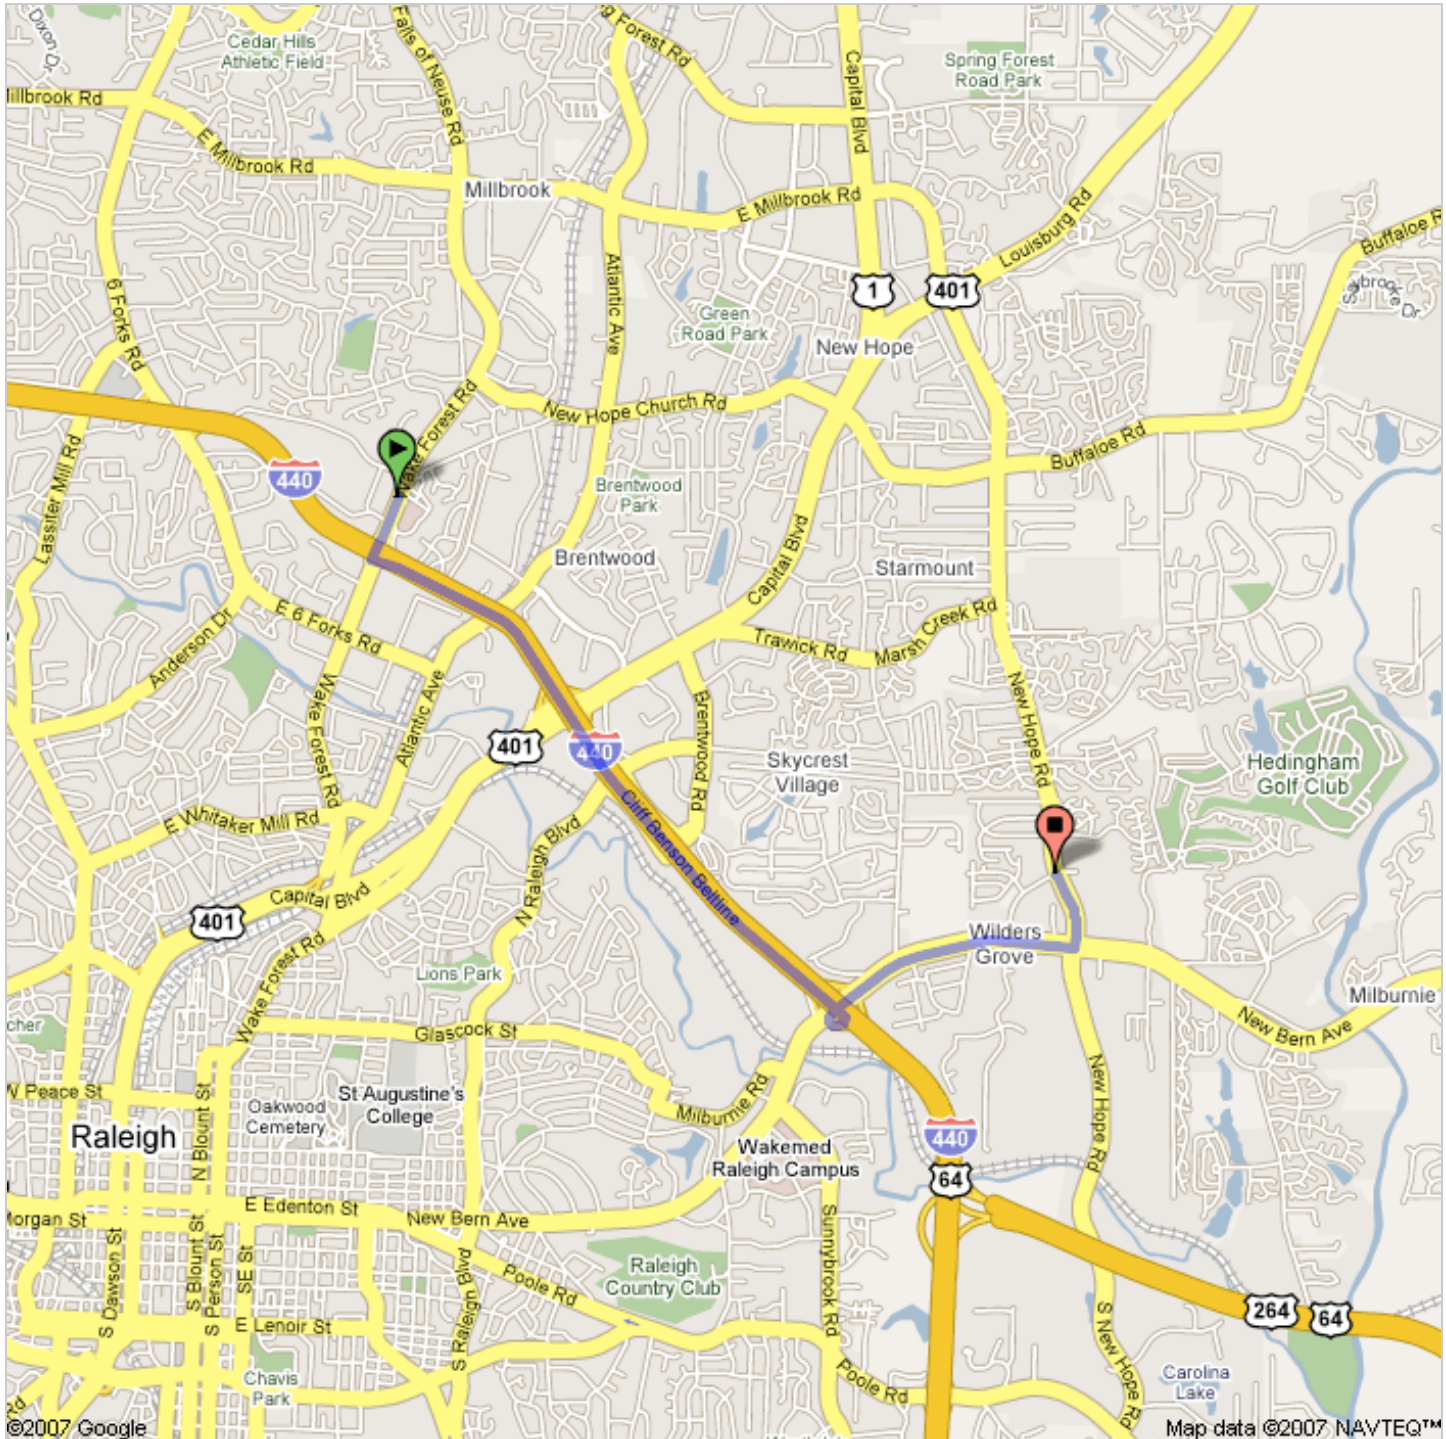 Dixon Dr
Cedar Hills
Athletic Field
Falls of Neuse Rd
ng Forest Rd
Capital Blvd
Spring Forest
Road Park
Millbrook Rd
E Millbrook Rd
Millbrook
E Millbrook Rd
Louisburg Rd
Buffaloe R
6 Forks Rd
Atlantic Ave
1
401
Green
Road Park
New Hope
Wake Forest Rd
New Hope Church Rd
Lassiter Mill Rd
440
Brentwood
Park
Buffaloe Rd
Brentwood
Capital Blvd
Starmount
Anderson Dr
E 6 Forks Rd
Trawick Rd
Marsh Creek Rd
Wake Forest Rd
Atlantic Ave
401
440
Brentwood Rd
New Hope Rd
Skycrest
Village
Hedingham
Golf Club
E Whitaker Mill Rd
Cliff Benson Beltline
N Raleigh Blvd
Capital Blvd
401
Wake Forest Rd
Lions Park
Wilders
Grove
Milburnie
New Bern Ave
cher
Glascock St
W Peace St
N Blount St
Oakwood
Cemetery
St Augustine's
College
Milburnie Rd
New Hope Rd
Raleigh
Wakemed
Raleigh Campus
440
64
Morgan St
E Edenton St
New Bern Ave
Sunnybrook Rd
S Dawson St
S Blount St
S Person St
SE St
Poole Rd
Raleigh
Country Club
S Raleigh Blvd
E Lenoir St
264
64
S New Hope Rd
Chavis
Park
Poole Rd
Carolina
Lake
Rd
©2007 Google
Map data ©2007 NAVTEQ™